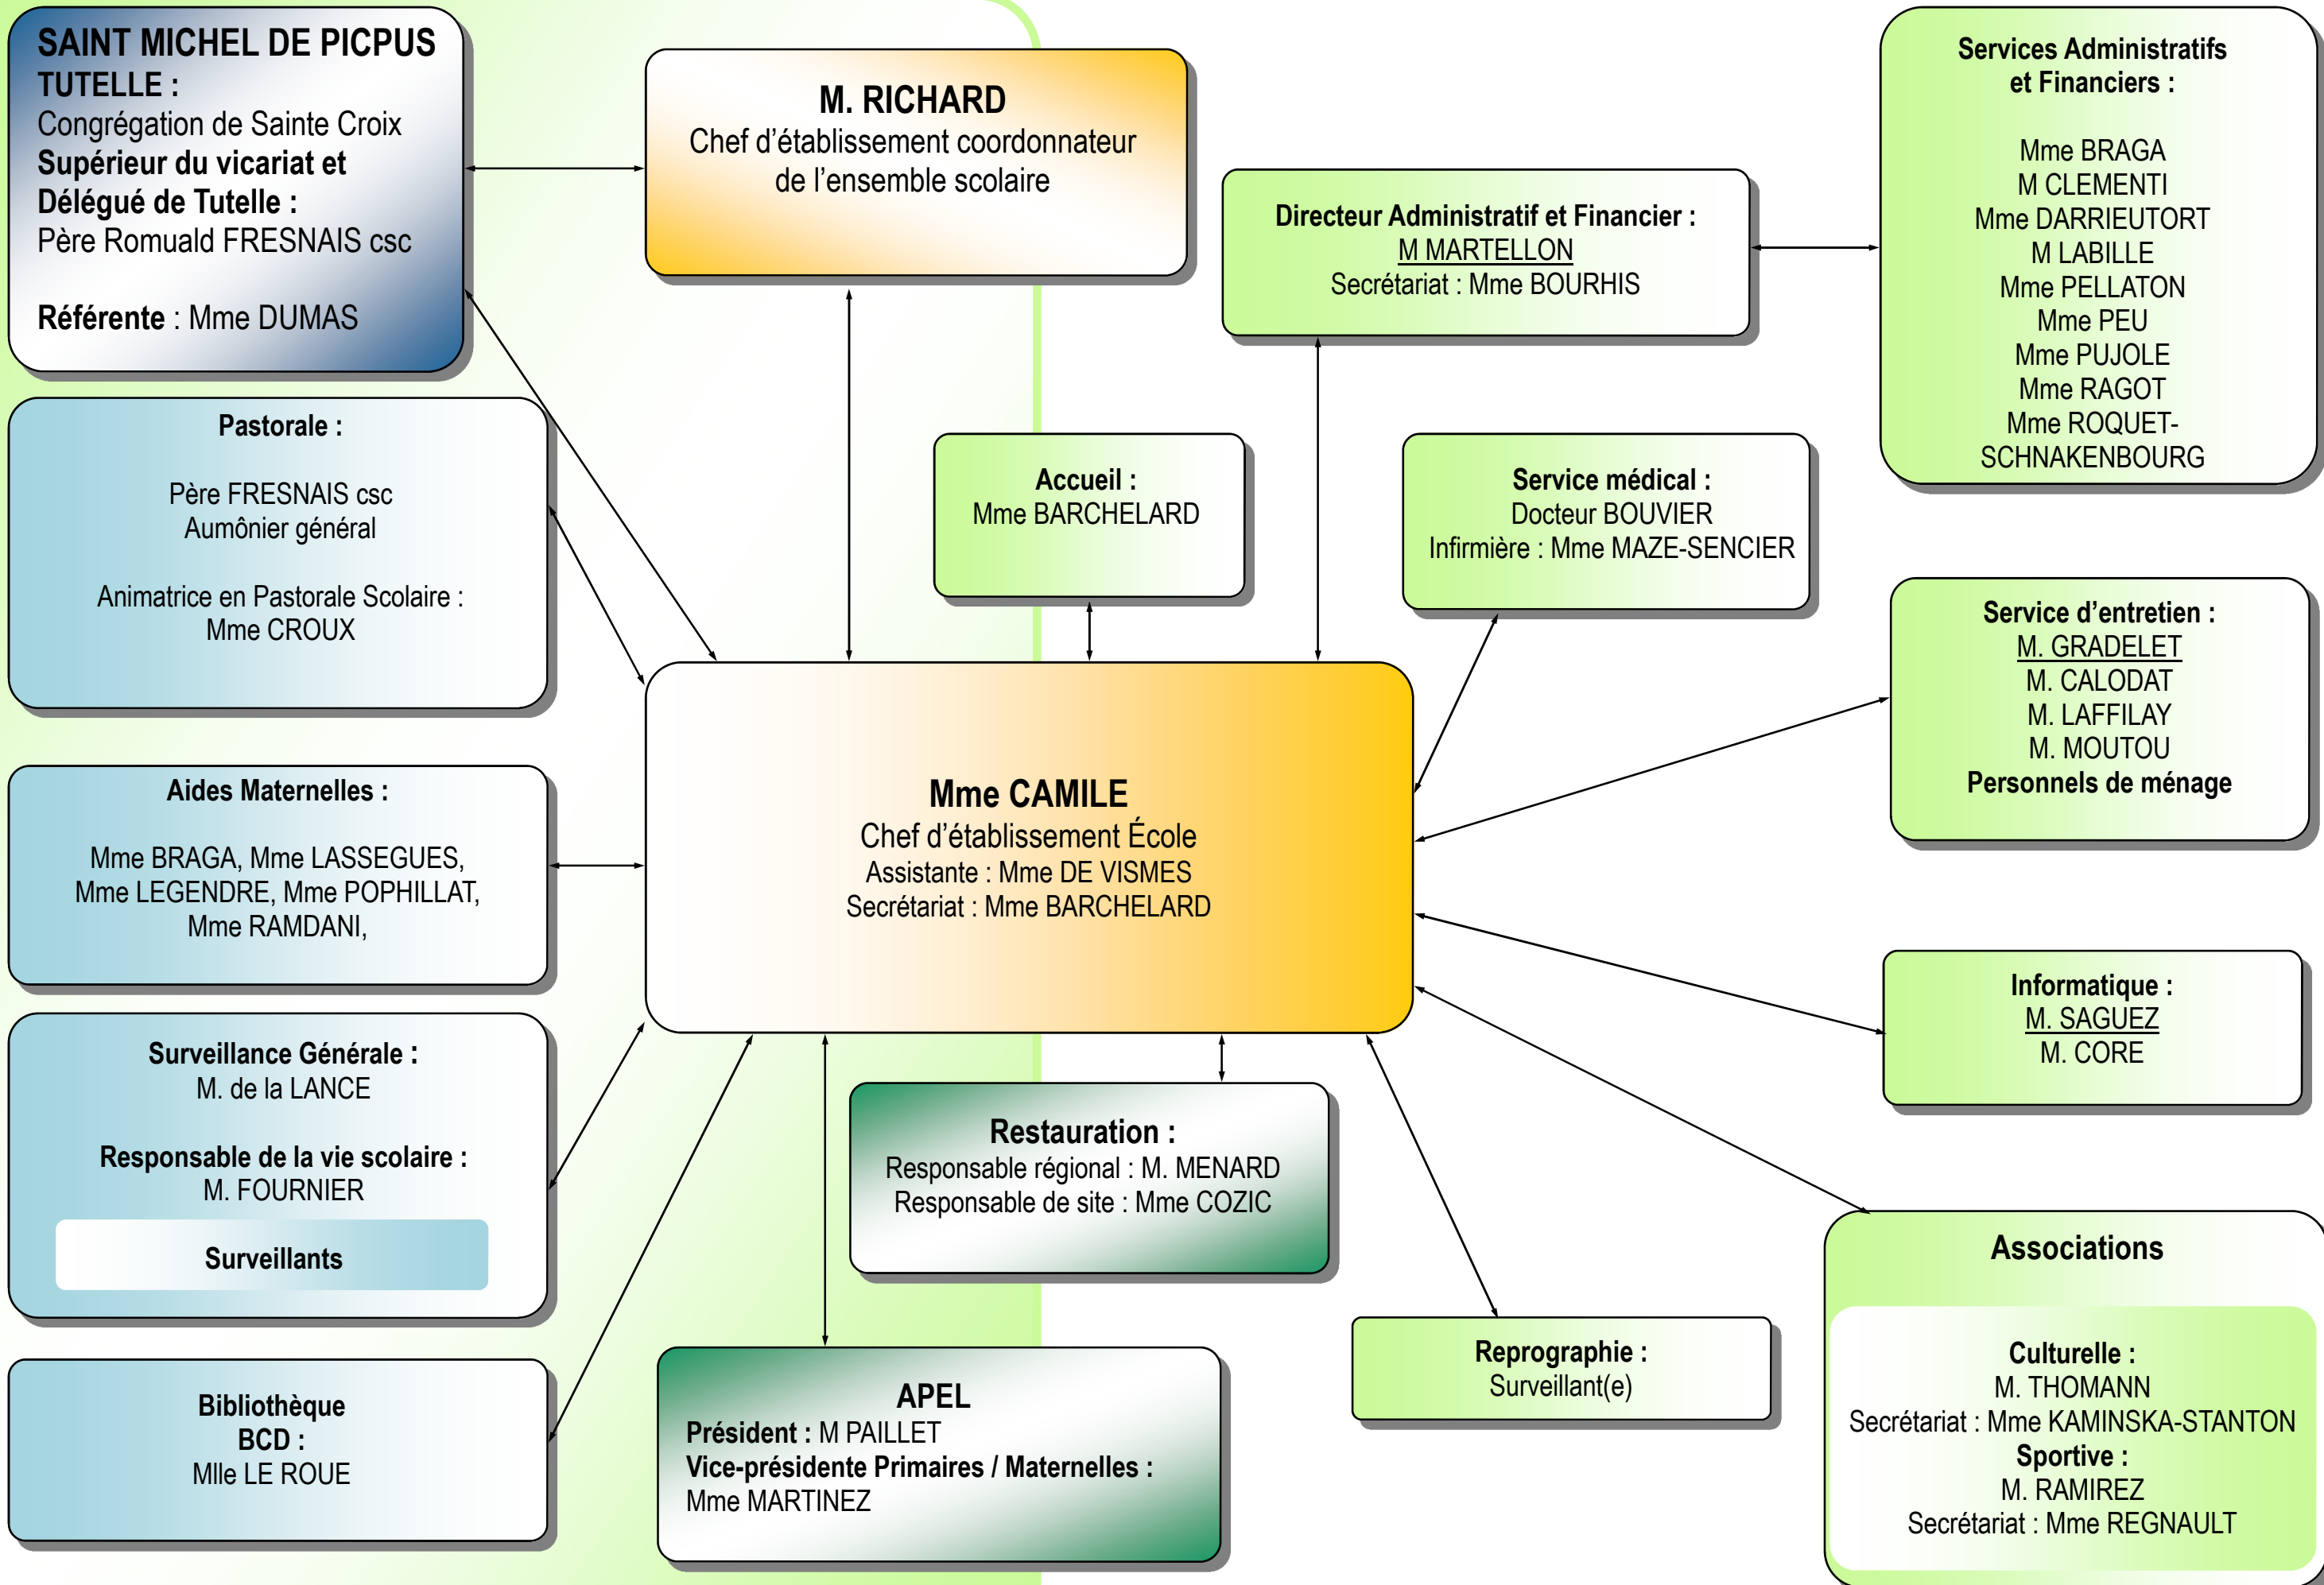 SAINT MICHEL DE PICPUS
TUTELLE :
Congrégation de Sainte Croix
Supérieur du vicariat et
Délégué de Tutelle :
Père Romuald FRESNAIS csc
Référente : Mme DUMAS
M. RICHARD
Chef d’établissement coordonnateur
de l’ensemble scolaire
Directeur Administratif et Financier :
M MARTELLON
Secrétariat : Mme BOURHIS
Services Administratifs
et Financiers :
Mme BRAGA
M CLEMENTI
Mme DARRIEUTORT
M LABILLE
Mme PELLATON
Mme PEU
Mme PUJOLE
Mme RAGOT
Mme ROQUET-
SCHNAKENBOURG
Pastorale :
Père FRESNAIS csc
Aumônier général
Animatrice en Pastorale Scolaire :
Mme CROUX
Accueil :
Mme BARCHELARD
Service médical :
Docteur BOUVIER
Infirmière : Mme MAZE-SENCIER
Service d’entretien :
M. GRADELET
M. CALODAT
M. LAFFILAY
M. MOUTOU
Personnels de ménage
Aides Maternelles :
Mme BRAGA, Mme LASSEGUES,
Mme LEGENDRE, Mme POPHILLAT,
Mme RAMDANI,
Mme CAMILE
Chef d’établissement École
Assistante : Mme DE VISMES
Secrétariat : Mme BARCHELARD
Informatique :
M. SAGUEZ
M. CORE
Surveillance Générale :
M. de la LANCE
Responsable de la vie scolaire :
M. FOURNIER
Surveillants
Restauration :
Responsable régional : M. MENARD
Responsable de site : Mme COZIC
Bibliothèque
BCD :
Mlle LE ROUE
APEL
Président : M PAILLET
Vice-présidente Primaires / Maternelles :
Mme MARTINEZ
Reprographie :
Surveillant(e)
Associations
Culturelle :
M. THOMANN
Secrétariat : Mme KAMINSKA-STANTON
Sportive :
M. RAMIREZ
Secrétariat : Mme REGNAULT